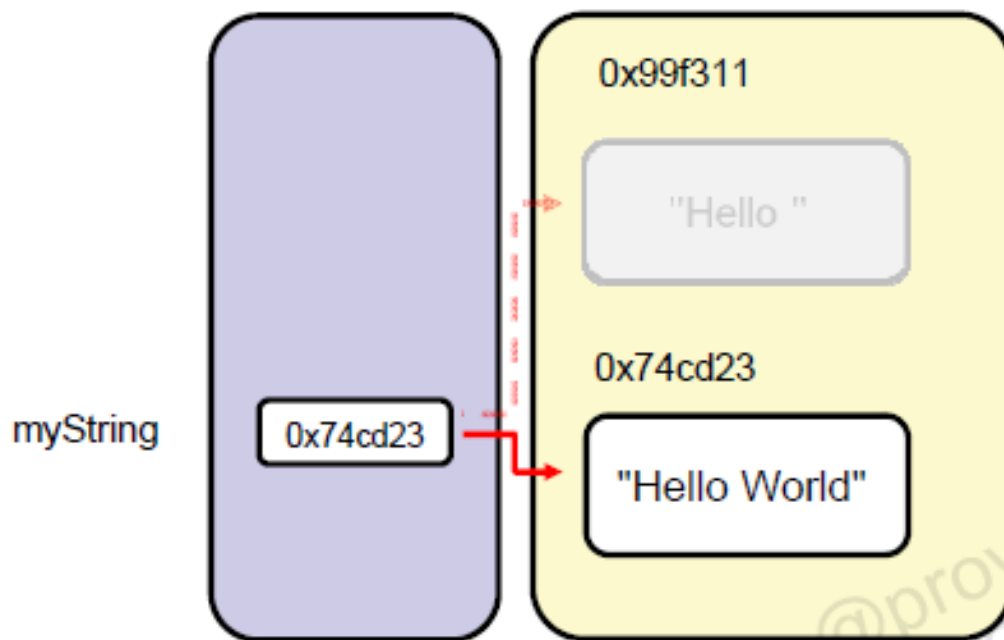 0x99f311
"Hello "
0x74cd23
myString
0x74cd23
"Hello World"